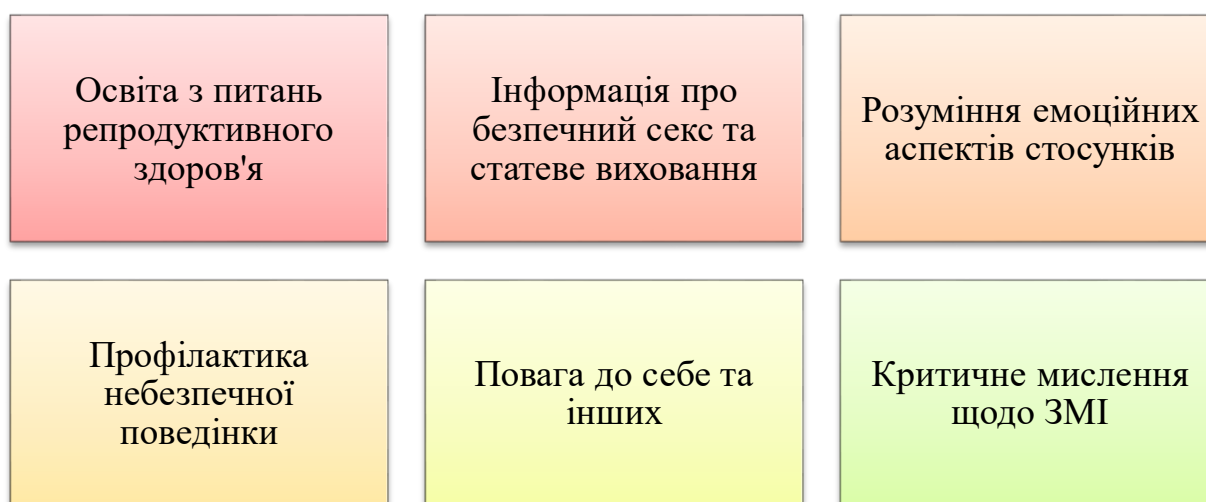 Освіта з питань
репродуктивного
здоров'я
Інформація про
безпечний секс та
статеве виховання
Розуміння емоційних
аспектів стосунків
Профілактика
небезпечної
поведінки
Повага до себе та
інших
Критичне мислення
щодо ЗМІ